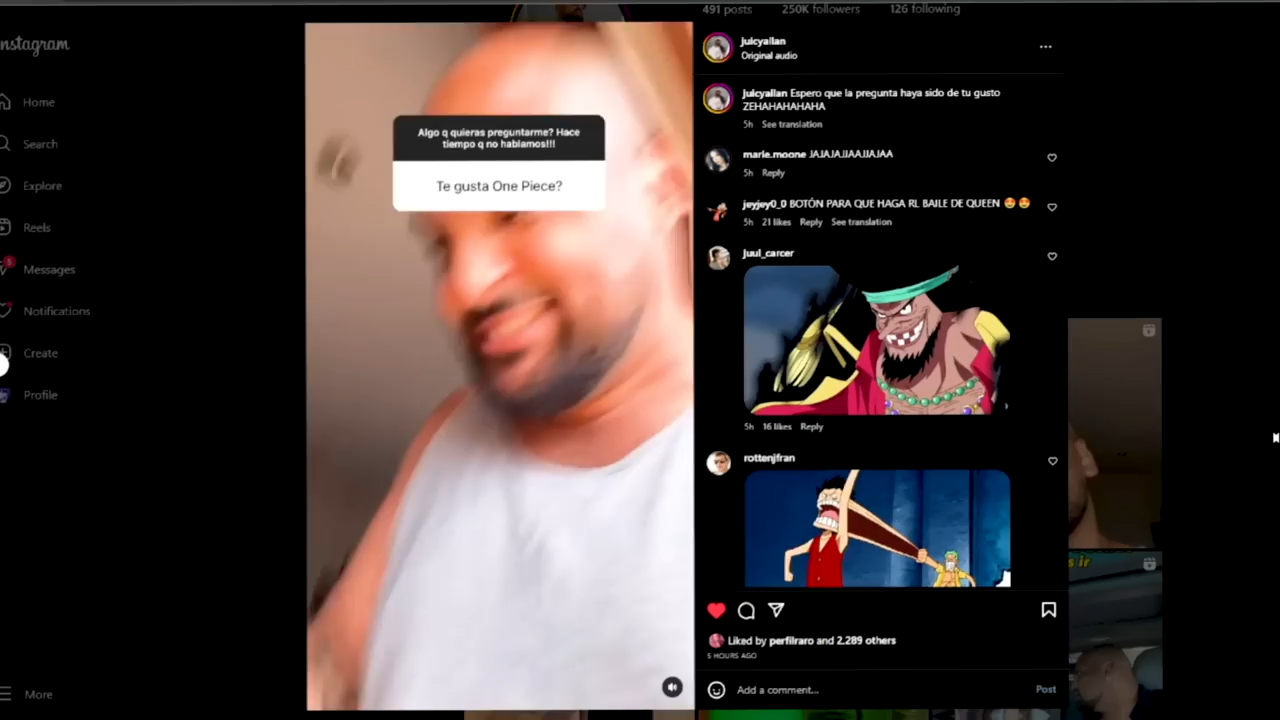 491 posts 250K followers 126 following
Instagram
Home
Search
Explore
Reels
5
Messages
Notifications
Create
Profile
More
Algo q quieras preguntarme? Hace
tiempo q no hablamos!!!
Te gusta One Piece?
juicyallan
Original audio
juicyallan Espero que la pregunta haya sido de tu gusto
ZEHAHAHAHAHA
5h See translation
marie.moone JAJAJAJJAAJJAJAA
5h Reply
joyjoy0_0 BOTÓN PARA QUE HAGA RL BAILE DE QUEEN 😍😍
5h 21 likes Reply See translation
Juul_carcer
5h 16 likes Reply
rottenjfran
Liked by perfilraro and 2.289 others
5 HOURS AGO
Add a comment... Post
s ir